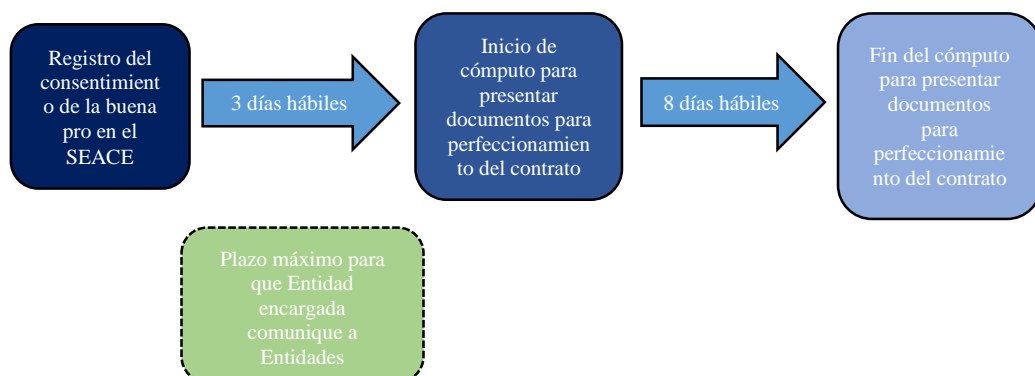 Registro del
consentimient
o de la buena
pro en el
SEACE
3 días hábiles
Inicio de
cómputo para
presentar
documentos para
perfeccionamien
to del contrato
8 días hábiles
Fin del cómputo
para presentar
documentos
para
perfeccionamie
nto del contrato
Plazo máximo para
que Entidad
encargada
comunique a
Entidades